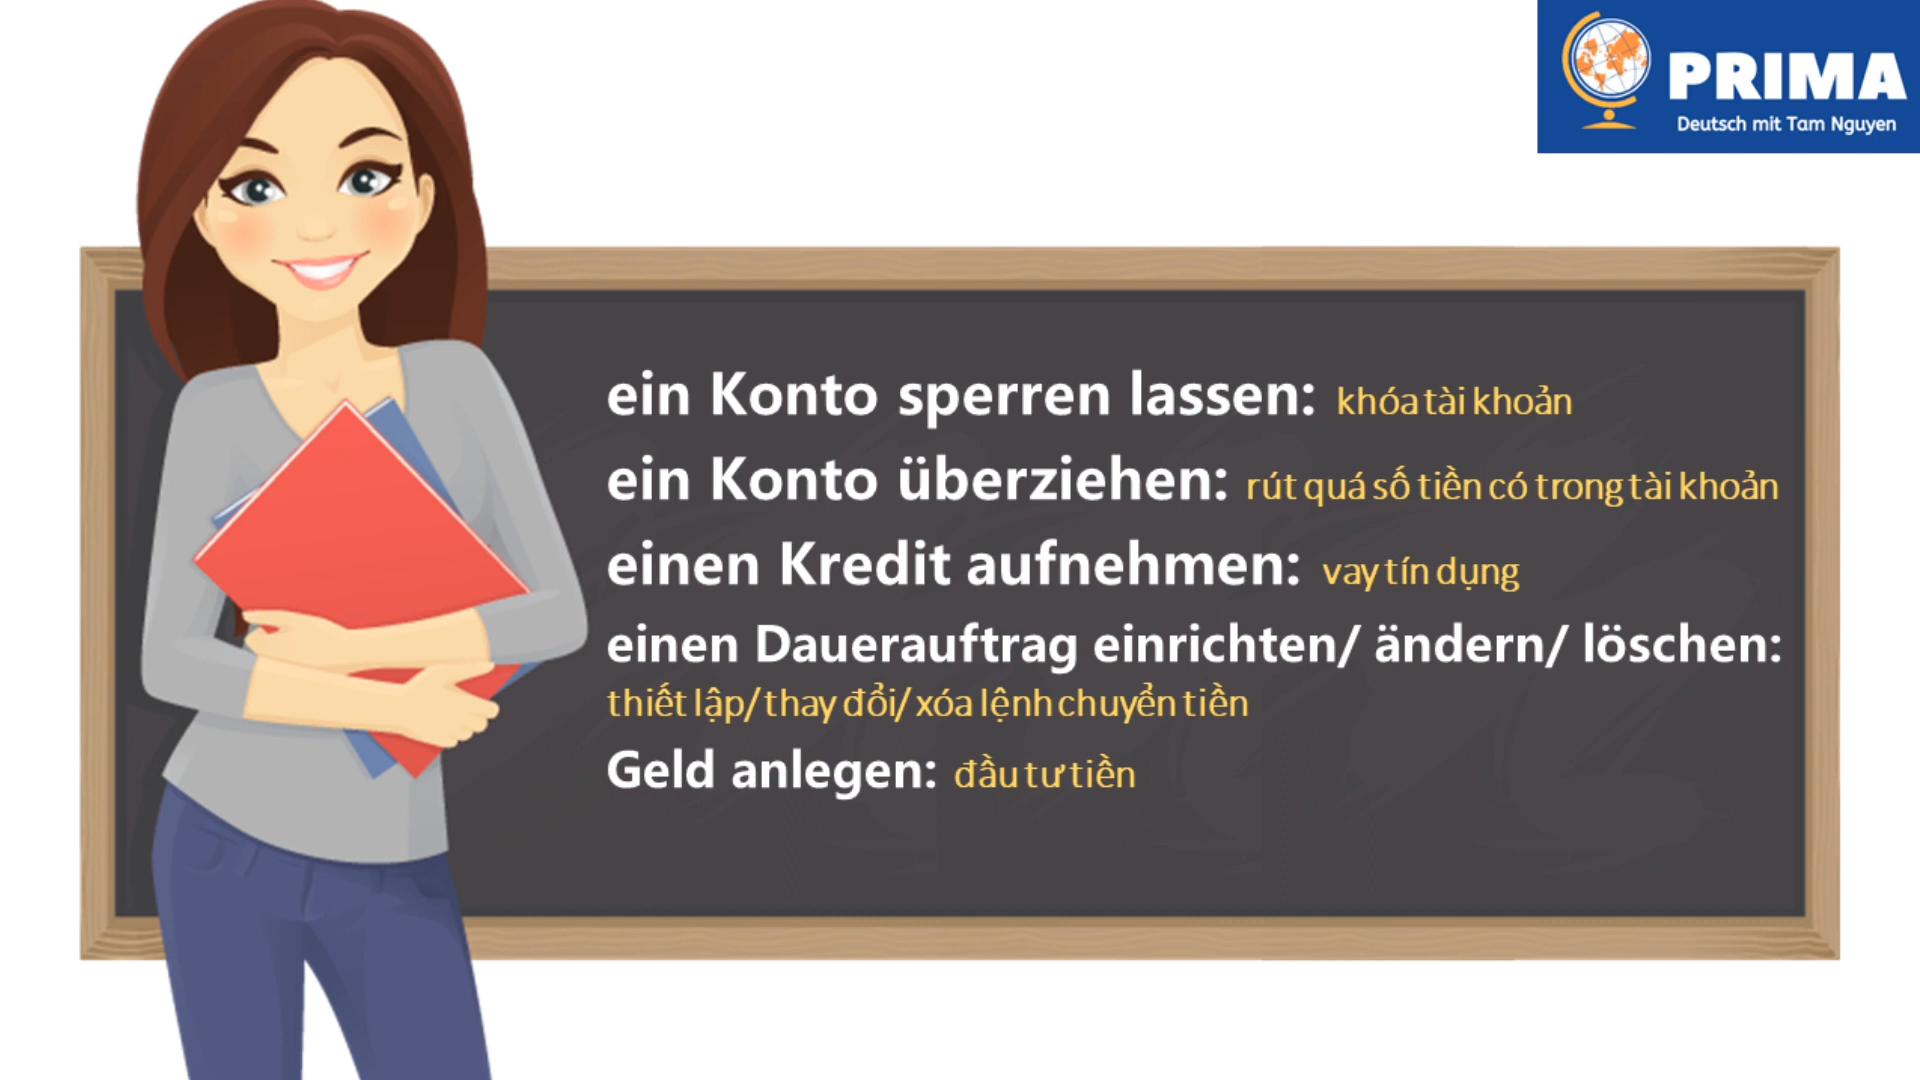 PRIMA
Deutsch mit Tam Nguyen
ein Konto sperren lassen: khóa tài khoản
ein Konto überziehen: rút quá số tiền có trong tài khoản
einen Kredit aufnehmen: vay tín dụng
einen Dauerauftrag einrichten/ ändern/ löschen:
thiết lập/ thay đổi/ xóa lệnh chuyển tiền
Geld anlegen: đầu tư tiền